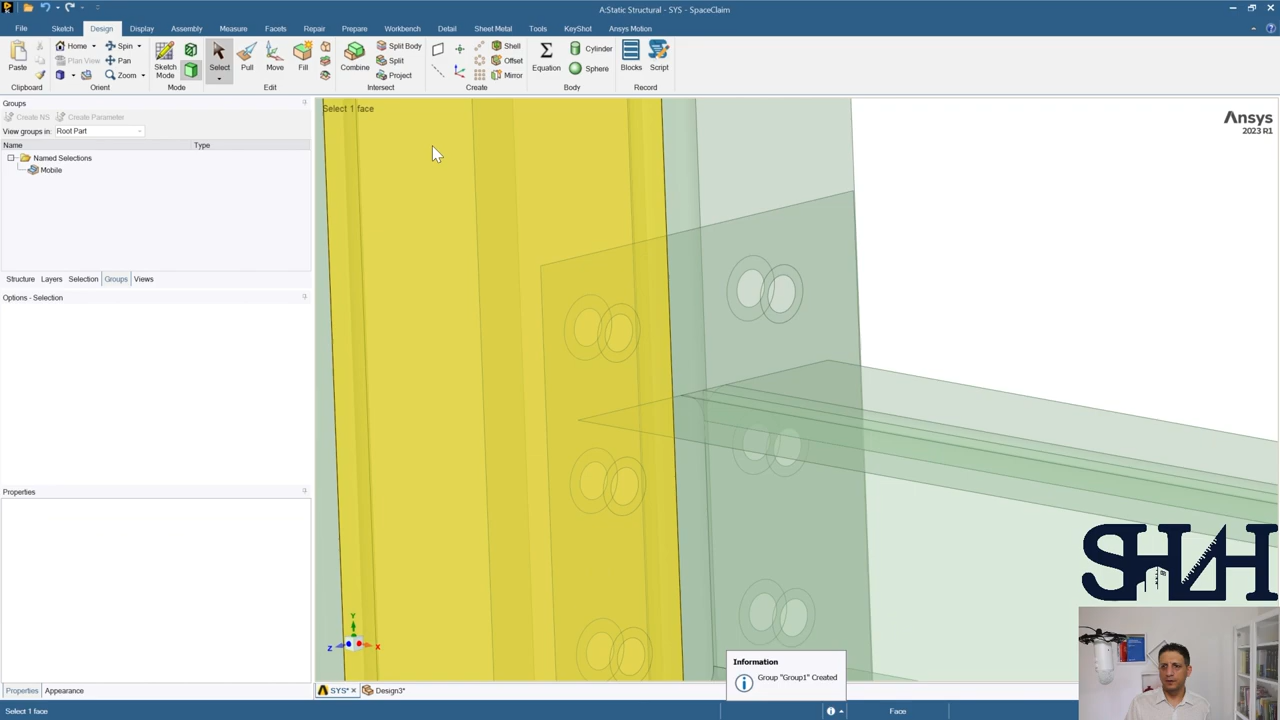 A:Static Structural - SYS - SpaceClaim
File Sketch Design Display Assembly Measure Facets Repair Prepare Workbench Detail Sheet Metal Tools KeyShot Ansys Motion
Paste
Clipboard
Home Spin
Plan View Pan
Zoom
Orient
Sketch Mode
Mode
Select Pull Move Fill
Edit
Combine
Split Body
Split
Project
Intersect
Shell
Offset
Mirror
Create
Equation
Cylinder
Sphere
Body
Blocks Script
Record
Groups
Create NS Create Parameter
View groups in: Root Part
Name Type
Named Selections
Mobile
Structure Layers Selection Groups Views
Options - Selection
Properties
Properties Appearance
Select 1 face
Ansys
2023 R1
Y
Z
X
SYS* Design3*
Information
Group "Group1" Created
SHZH
Select 1 face
Face